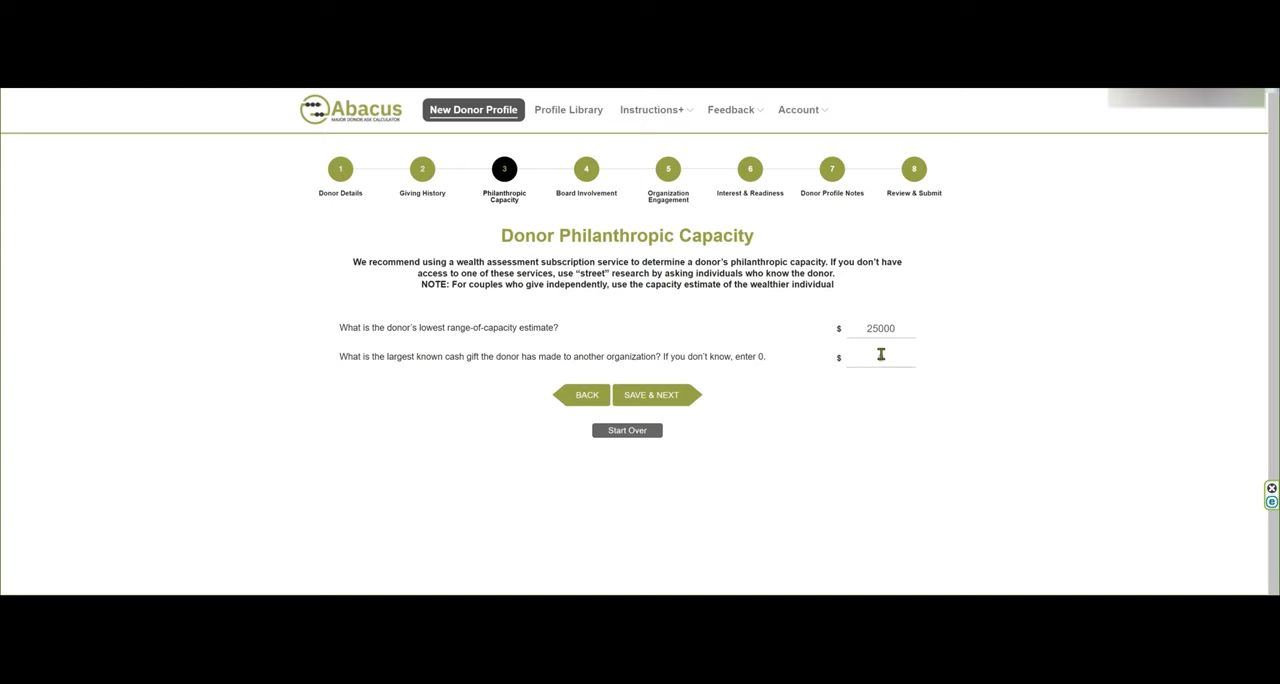 Abacus
MAJOR DONOR ASK CALCULATOR
New Donor Profile
Profile Library
Instructions+
Feedback
Account
1
2
3
4
5
6
7
8
Donor Details
Giving History
Philanthropic
Capacity
Board Involvement
Organization
Engagement
Interest & Readiness
Donor Profile Notes
Review & Submit
Donor Philanthropic Capacity
We recommend using a wealth assessment subscription service to determine a donor's philanthropic capacity. If you don't have
access to one of these services, use “street” research by asking individuals who know the donor.
NOTE: For couples who give independently, use the capacity estimate of the wealthier individual
What is the donor's lowest range-of-capacity estimate? $ 25000
What is the largest known cash gift the donor has made to another organization? If you don't know, enter 0. $
BACK
SAVE & NEXT
Start Over